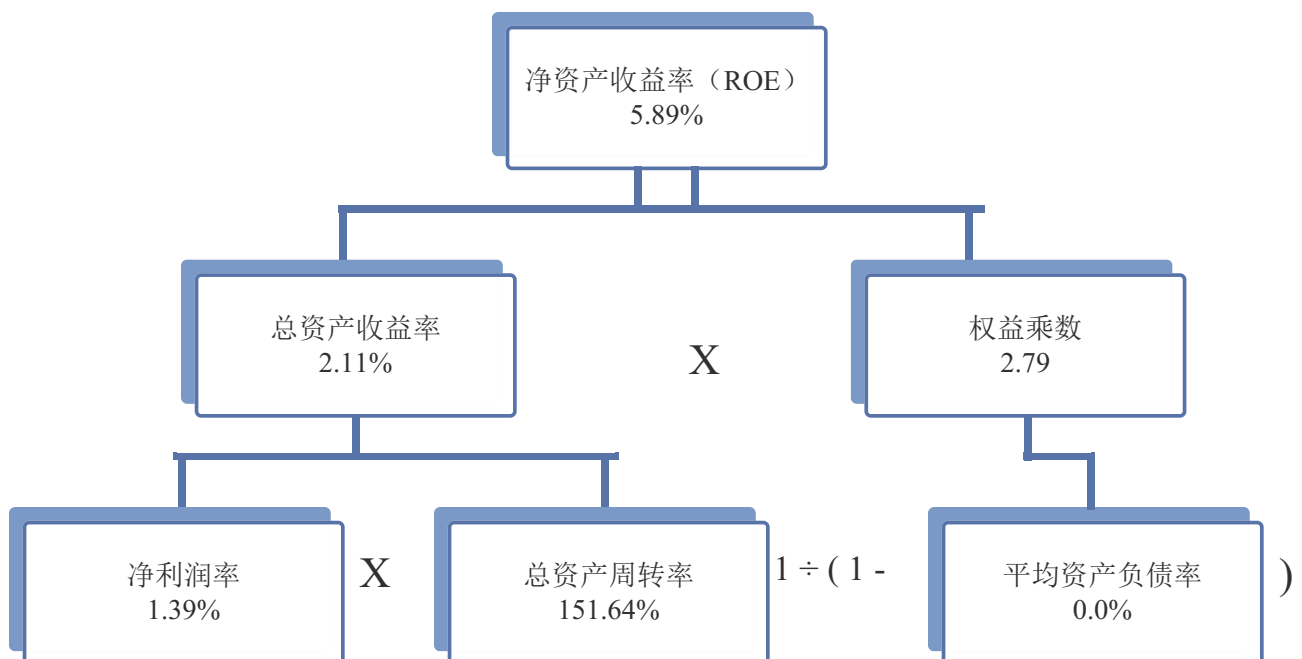 净资产收益率（ROE）
5.89%
总资产收益率
2.11%
X
权益乘数
2.79
净利润率
1.39%
X
总资产周转率
151.64%
1 ÷ ( 1 -
平均资产负债率
0.0%
)